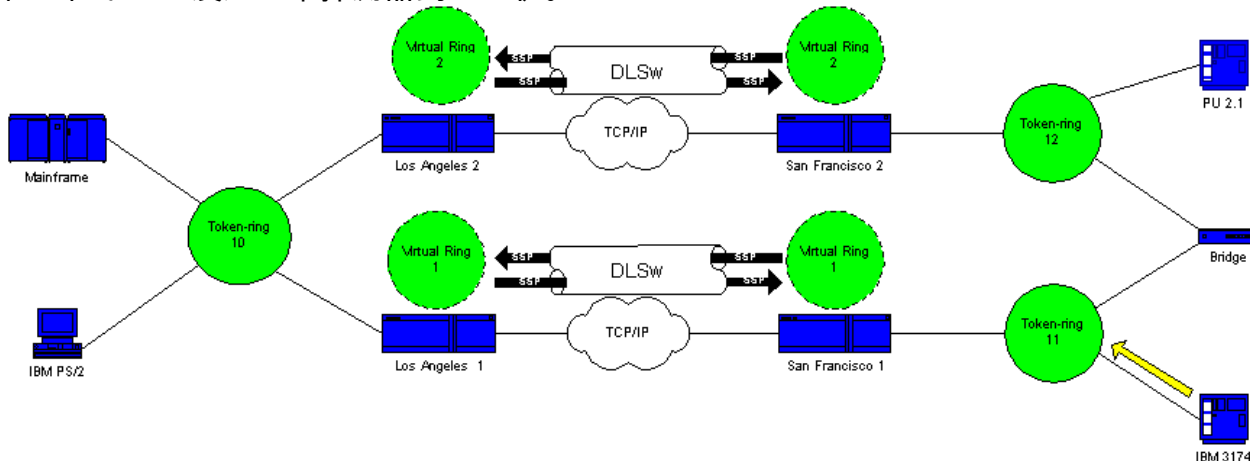 Virtual Ring
2
SSP
SSP
DLSw
SSP
SSP
Virtual Ring
2
PU 2.1
Mainframe
Los Angeles 2
TCP/IP
San Francisco 2
Token-ring
12
Token-ring
10
Virtual Ring
1
SSP
SSP
DLSw
SSP
SSP
Virtual Ring
1
Bridge
IBM PS/2
Los Angeles 1
TCP/IP
San Francisco 1
Token-ring
11
IBM 3174